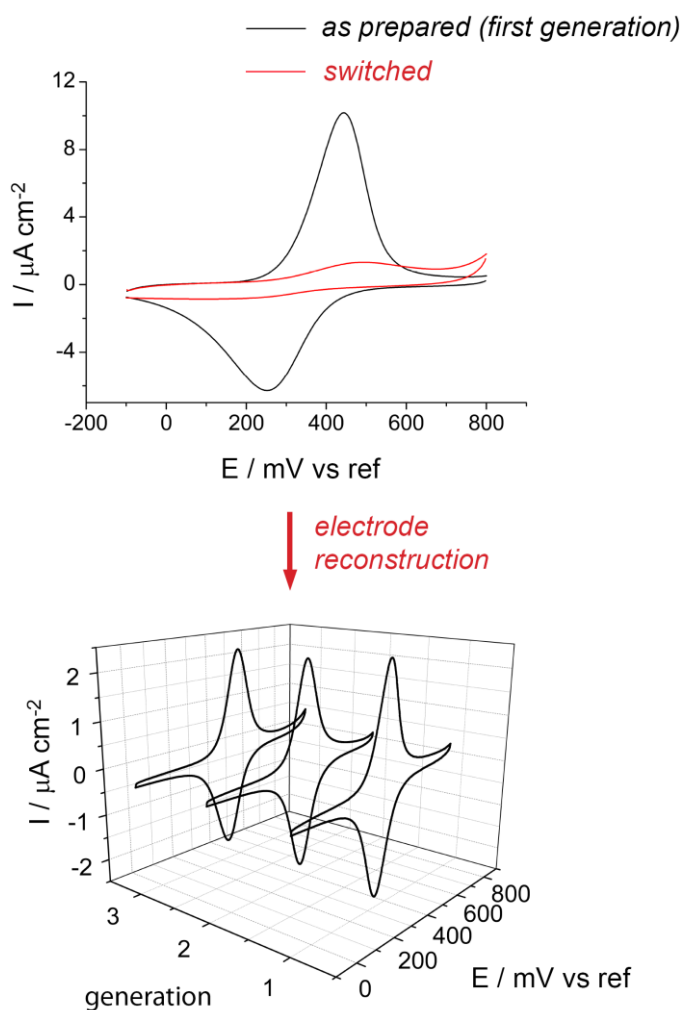 as prepared (first generation)
switched
12
8
4
0
-4
I / μA cm-2
-200 0 200 400 600 800
E / mV vs ref
electrode
reconstruction
2
1
0
-1
-2
I / μA cm-2
3
2
1
generation
0
200
400
600
800
E / mV vs ref